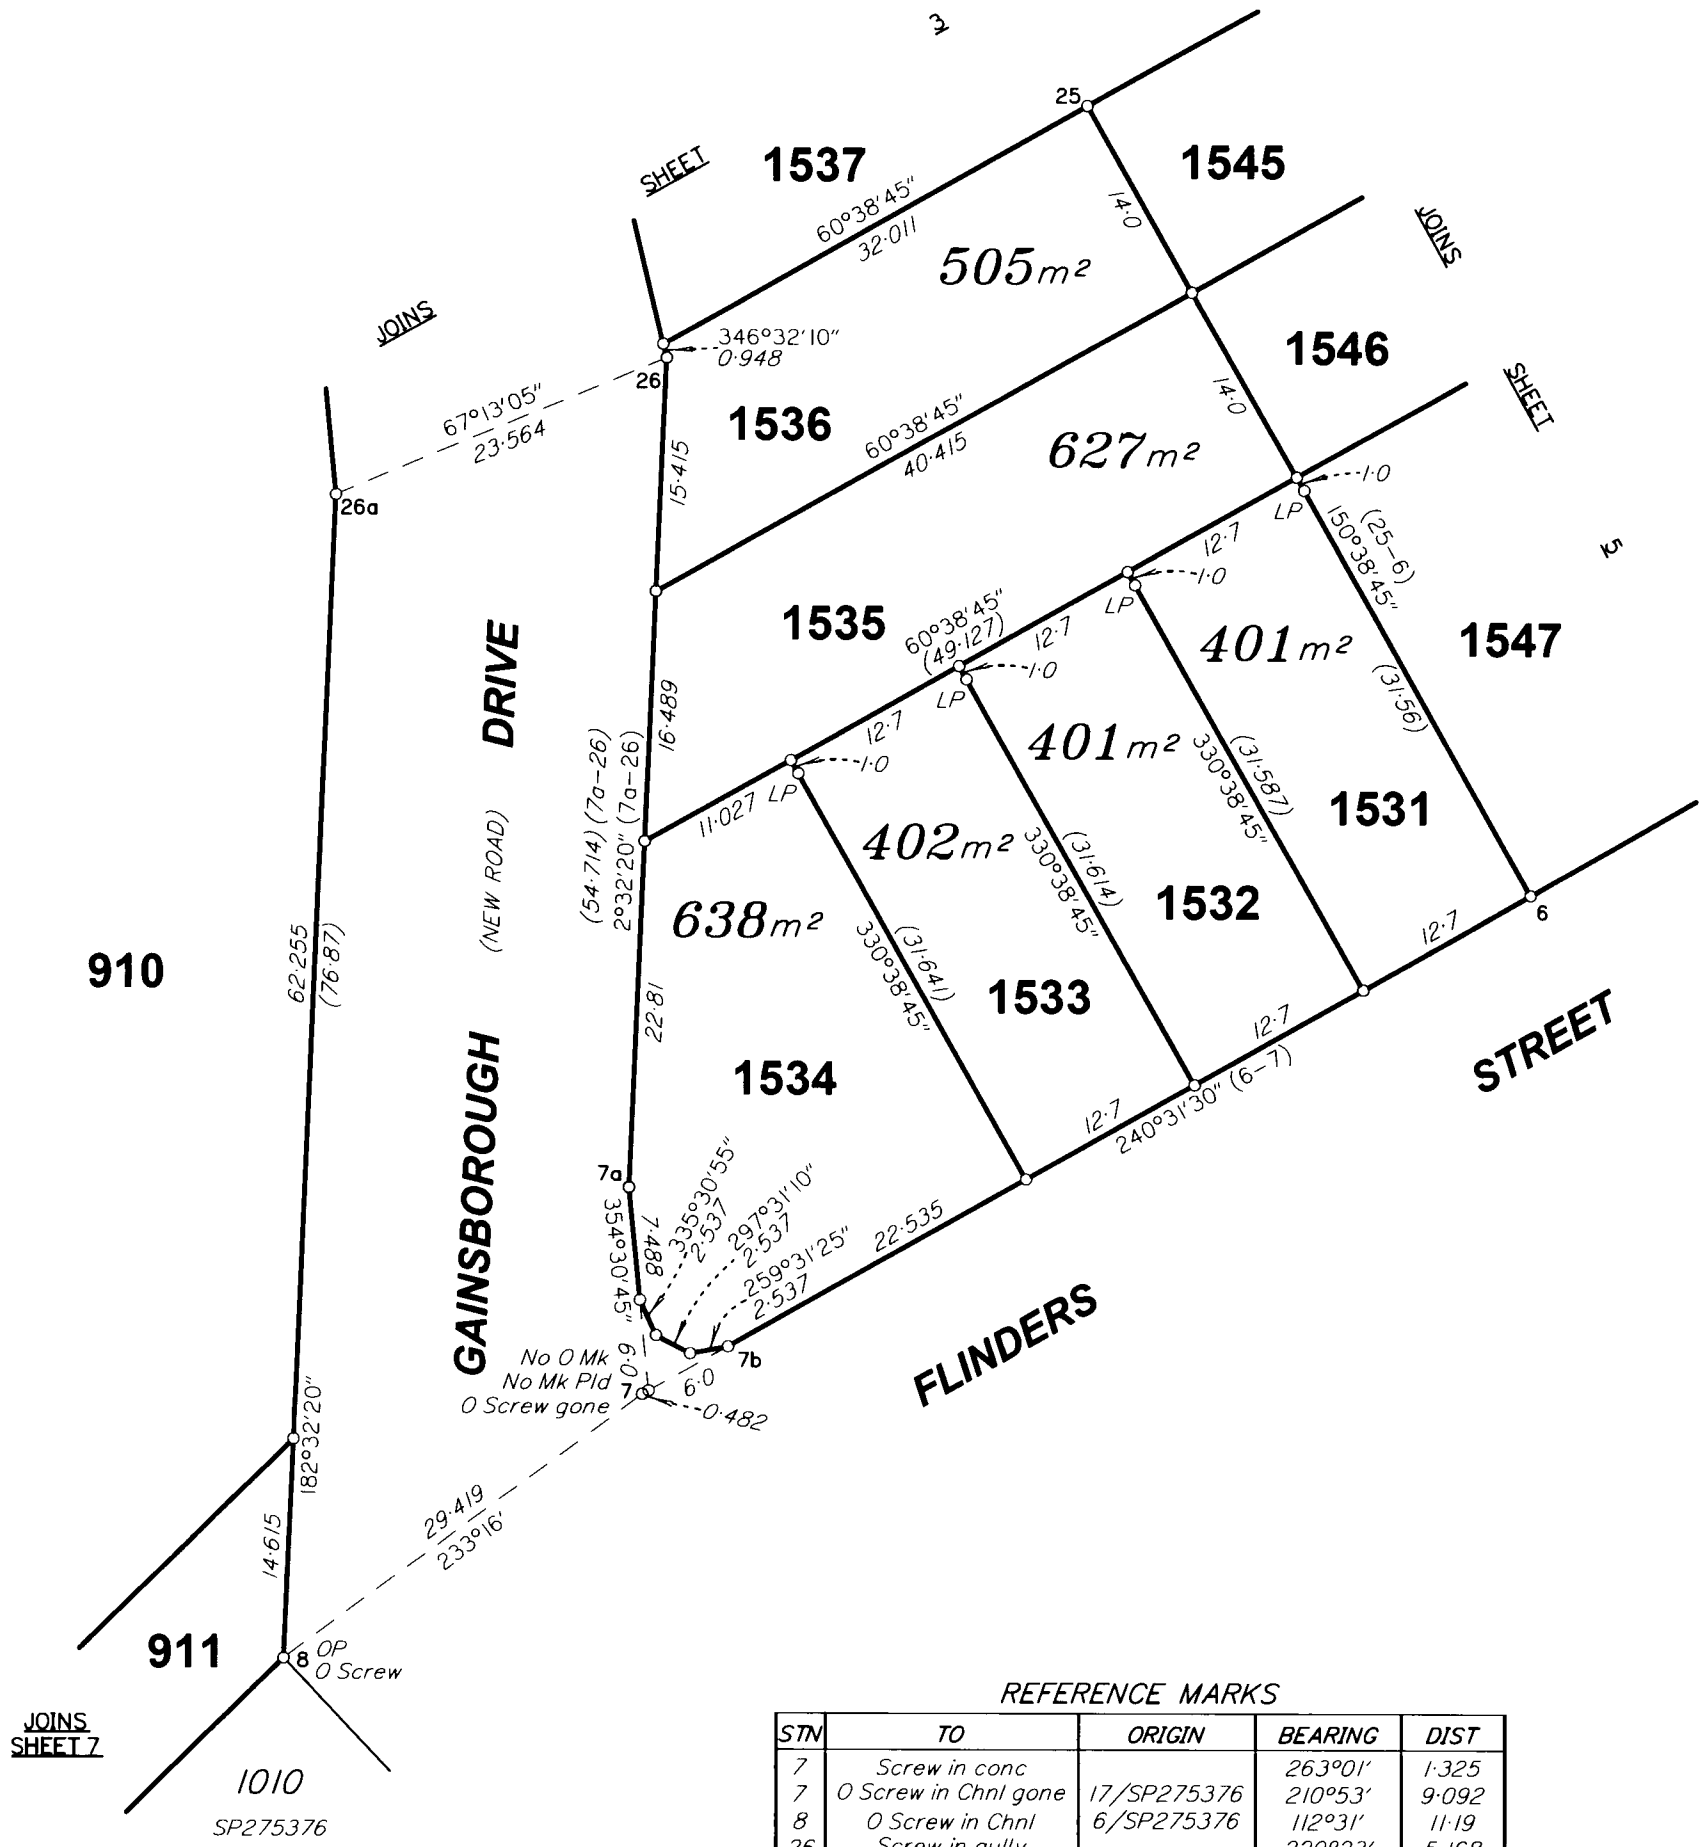 3
25
SHEET
1537
1545
60°38'45"
32·011
14·0
JOINS
505m²
JOINS
346°32'10"
0·948
26
1546
SHEET
67°13'05"
23·564
1536
60°38'45"
40·415
14·0
627m²
26a
15·415
1·0
LP
12·7
(25-6)
150°38'45"
5
1535
60°38'45"
(49·127)
12·7
1·0
LP
401m²
1547
DRIVE
16·489
1·0
LP
12·7
401m²
(31·56)
(54·714) (7a-26)
2°32'20" (7a-26)
1·0
LP
11·027
(31·587)
330°38'45"
1531
(NEW ROAD)
402m²
(31·614)
330°38'45"
638m²
1532
12·7
6
910
62·255
(76·87)
(31·641)
330°38'45"
1533
22·81
12·7
240°31'30" (6-7)
STREET
GAINSBOROUGH
1534
12·7
7a
354°30'45"
7·488
335°30'55"
2·537
297°31'10"
2·537
259°31'25"
2·537
22·535
FLINDERS
7b
No O Mk
No Mk Pld
O Screw gone
6·0
7
6·0
0·482
182°32'20"
29·419
233°16'
14·615
911
8
OP
O Screw
JOINS
SHEET 7
1010
SP275376
REFERENCE MARKS
STN TO ORIGIN BEARING DIST
7 Screw in conc 263°01' 1·325
7 O Screw in Chnl gone 17/SP275376 210°53' 9·092
8 O Screw in Chnl 6/SP275376 112°31' 11·19